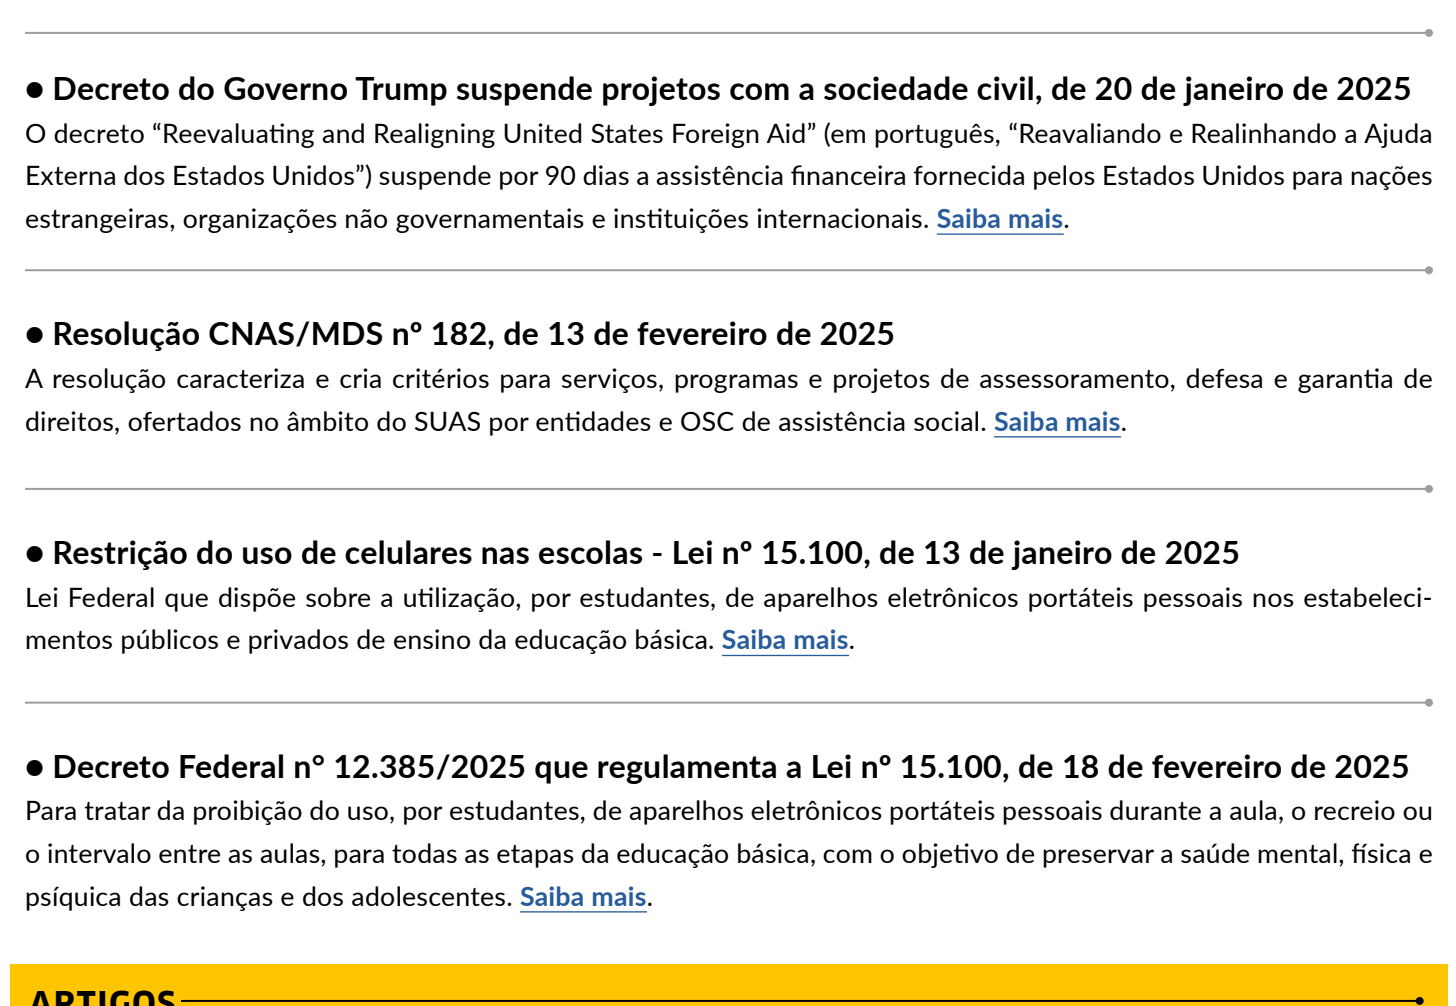 ● Decreto do Governo Trump suspende projetos com a sociedade civil, de 20 de janeiro de 2025
O decreto “Reevaluating and Realigning United States Foreign Aid” (em português, “Reavaliando e Realinhando a Ajuda
Externa dos Estados Unidos”) suspende por 90 dias a assistência financeira fornecida pelos Estados Unidos para nações
estrangeiras, organizações não governamentais e instituições internacionais. Saiba mais.
● Resolução CNAS/MDS nº 182, de 13 de fevereiro de 2025
A resolução caracteriza e cria critérios para serviços, programas e projetos de assessoramento, defesa e garantia de
direitos, ofertados no âmbito do SUAS por entidades e OSC de assistência social. Saiba mais.
● Restrição do uso de celulares nas escolas - Lei nº 15.100, de 13 de janeiro de 2025
Lei Federal que dispõe sobre a utilização, por estudantes, de aparelhos eletrônicos portáteis pessoais nos estabeleci-
mentos públicos e privados de ensino da educação básica. Saiba mais.
● Decreto Federal n° 12.385/2025 que regulamenta a Lei nº 15.100, de 18 de fevereiro de 2025
Para tratar da proibição do uso, por estudantes, de aparelhos eletrônicos portáteis pessoais durante a aula, o recreio ou
o intervalo entre as aulas, para todas as etapas da educação básica, com o objetivo de preservar a saúde mental, física e
psíquica das crianças e dos adolescentes. Saiba mais.
ARTIGOS